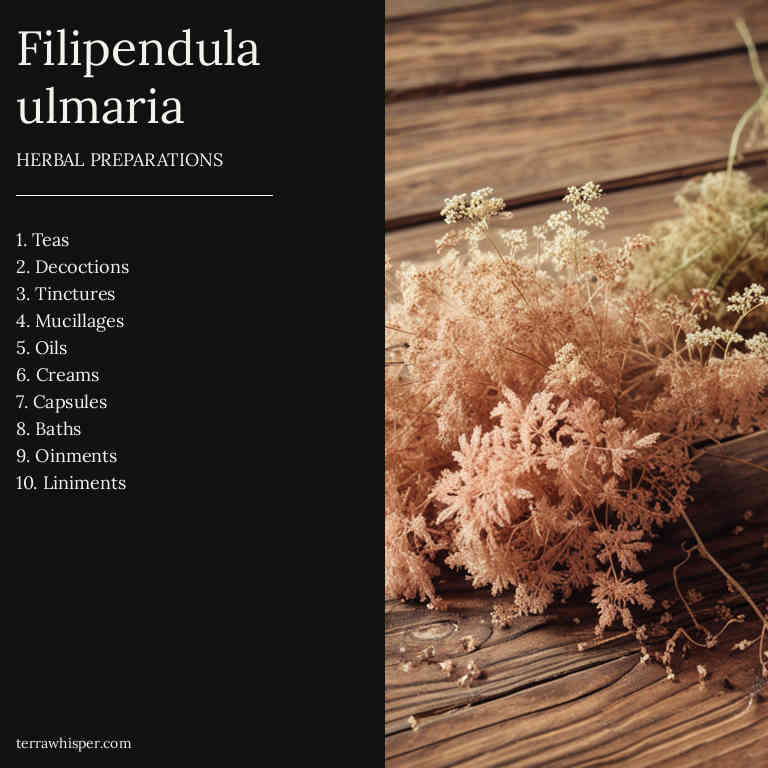 Filipendula
ulmaria
HERBAL PREPARATIONS
1. Teas
2. Decoctions
3. Tinctures
4. Mucillages
5. Oils
6. Creams
7. Capsules
8. Baths
9. Oinments
10. Liniments
terrawhisper.com